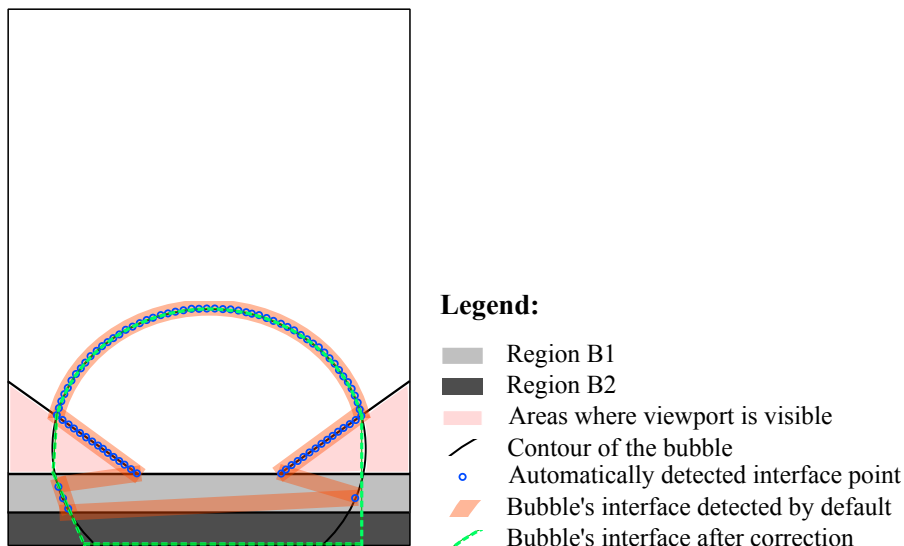 Legend:
Region B1
Region B2
Areas where viewport is visible
Contour of the bubble
Automatically detected interface point
Bubble's interface detected by default
Bubble's interface after correction